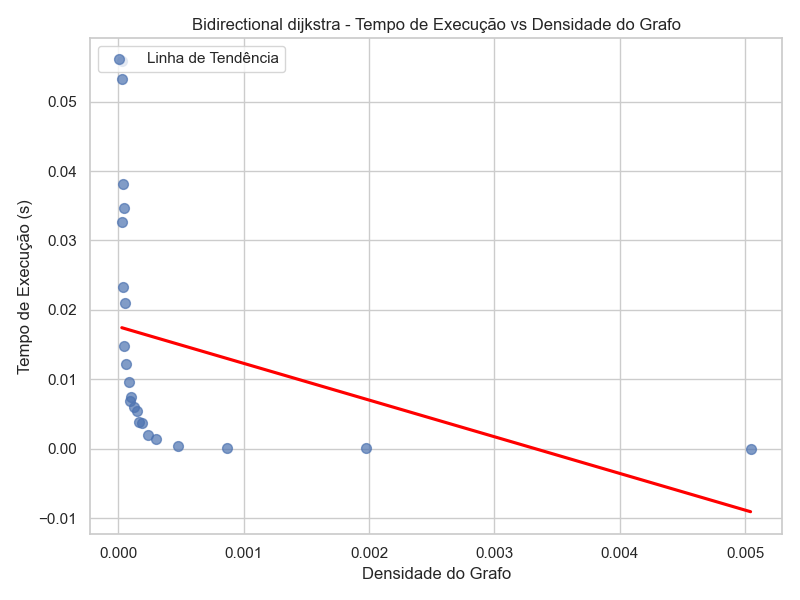 Bidirectional dijkstra - Tempo de Execução vs Densidade do Grafo
Linha de Tendência
0.05
0.04
0.03
0.02
0.01
0.00
−0.01
Tempo de Execução (s)
0.000 0.001 0.002 0.003 0.004 0.005
Densidade do Grafo